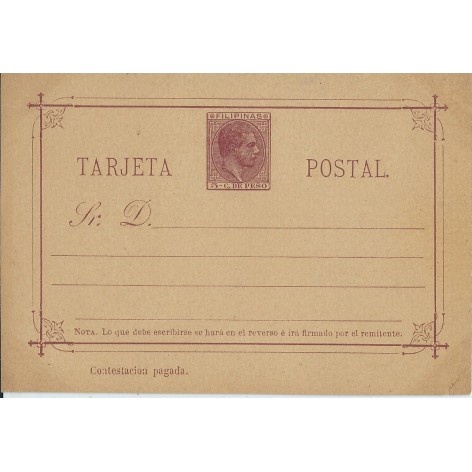 FILIPINAS
TARJETA POSTAL.
5 C. DE PESO
Sr. D.
NOTA. Lo que debe escribirse se hará en el reverso é irá firmado por el remitente.
Contestacion pagada.